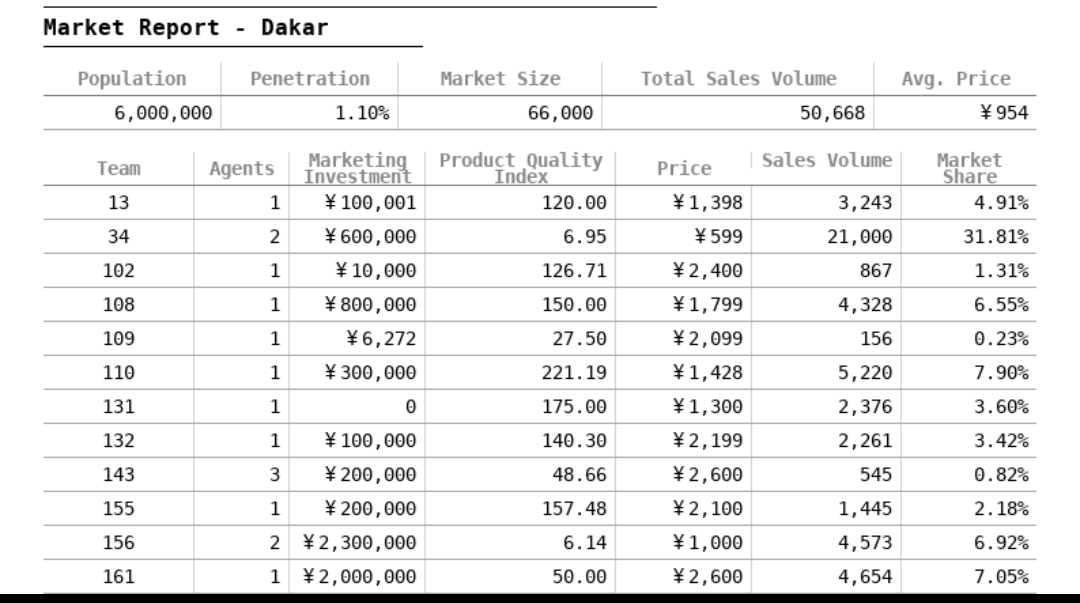 Market Report - Dakar
Population Penetration Market Size Total Sales Volume Avg. Price
6,000,000 1.10% 66,000 50,668 ¥954
Team Agents Marketing Investment Product Quality Index Price Sales Volume Market Share
13 1 ¥100,001 120.00 ¥1,398 3,243 4.91%
34 2 ¥600,000 6.95 ¥599 21,000 31.81%
102 1 ¥10,000 126.71 ¥2,400 867 1.31%
108 1 ¥800,000 150.00 ¥1,799 4,328 6.55%
109 1 ¥6,272 27.50 ¥2,099 156 0.23%
110 1 ¥300,000 221.19 ¥1,428 5,220 7.90%
131 1 0 175.00 ¥1,300 2,376 3.60%
132 1 ¥100,000 140.30 ¥2,199 2,261 3.42%
143 3 ¥200,000 48.66 ¥2,600 545 0.82%
155 1 ¥200,000 157.48 ¥2,100 1,445 2.18%
156 2 ¥2,300,000 6.14 ¥1,000 4,573 6.92%
161 1 ¥2,000,000 50.00 ¥2,600 4,654 7.05%